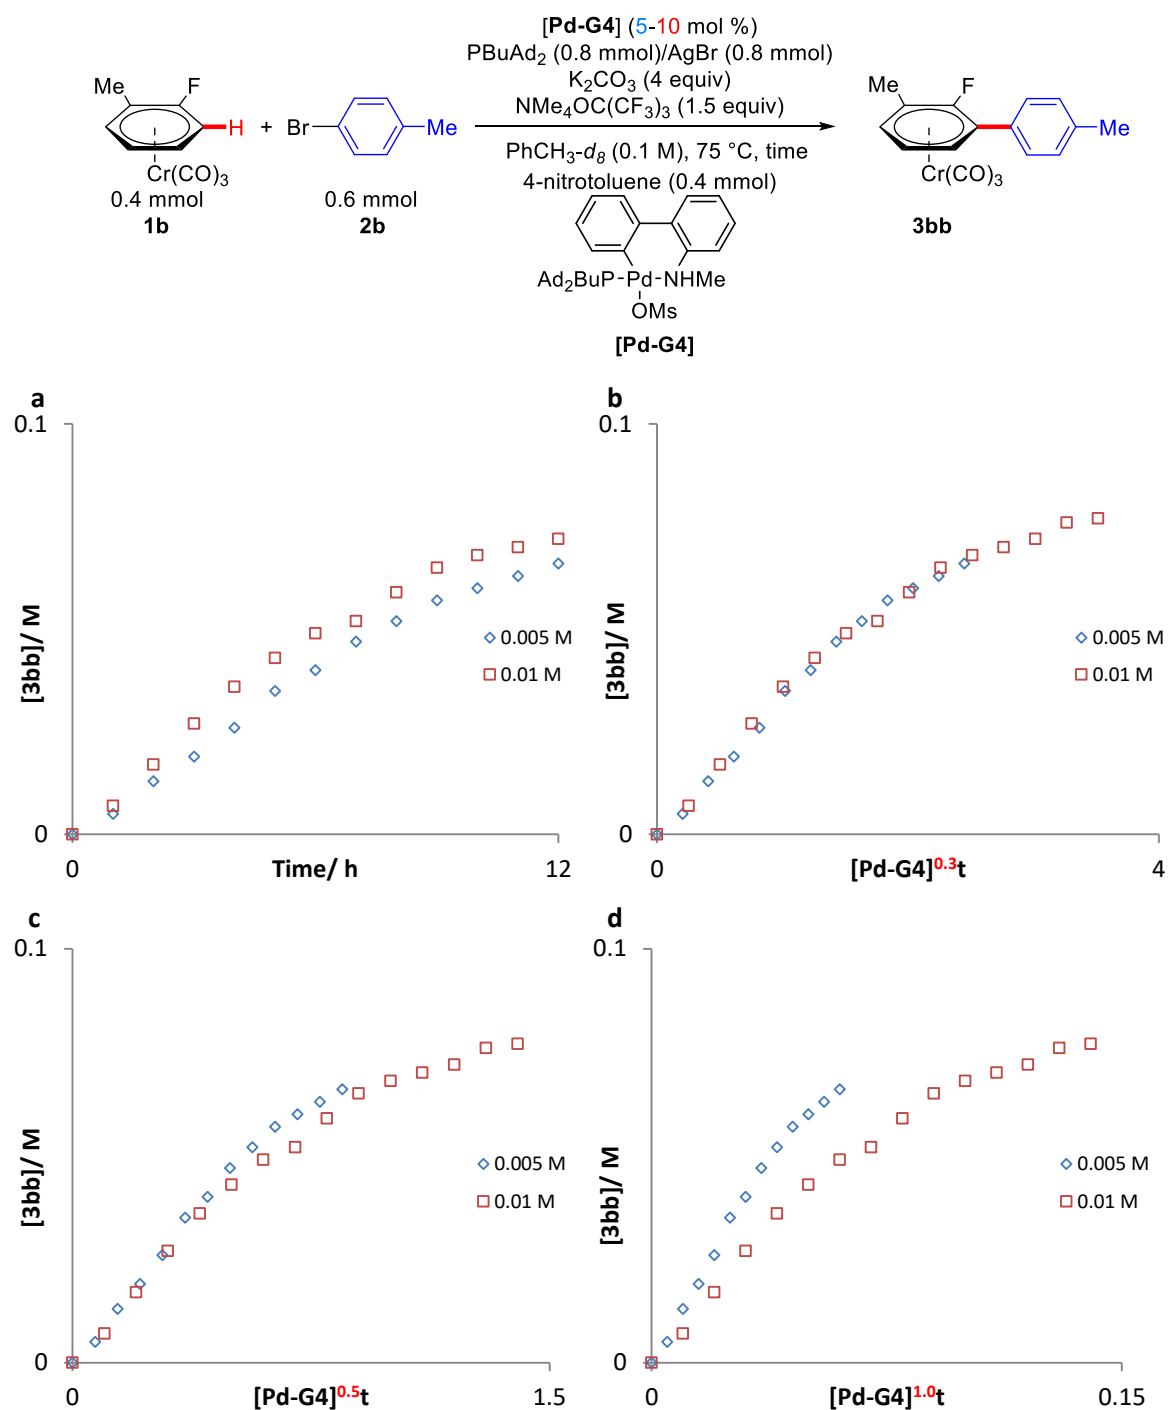 [Pd-G4] (5-10 mol %)
PBuAd₂ (0.8 mmol)/AgBr (0.8 mmol)
K₂CO₃ (4 equiv)
NMe₄OC(CF₃)₃ (1.5 equiv)
PhCH₃-d₈ (0.1 M), 75 °C, time
4-nitrotoluene (0.4 mmol)
Me
F
H
Cr(CO)₃
0.4 mmol
1b
+
Br
Me
0.6 mmol
2b
Me
F
Me
Cr(CO)₃
3bb
Ad₂BuP-Pd-NHMe
OMs
[Pd-G4]
a
0.1
[3bb]/ M
0.005 M
0.01 M
0
0
Time/ h
12
b
0.1
[3bb]/ M
0.005 M
0.01 M
0
0
[Pd-G4]^0.3t
4
c
0.1
[3bb]/ M
0.005 M
0.01 M
0
0
[Pd-G4]^0.5t
1.5
d
0.1
[3bb]/ M
0.005 M
0.01 M
0
0
[Pd-G4]^1.0t
0.15